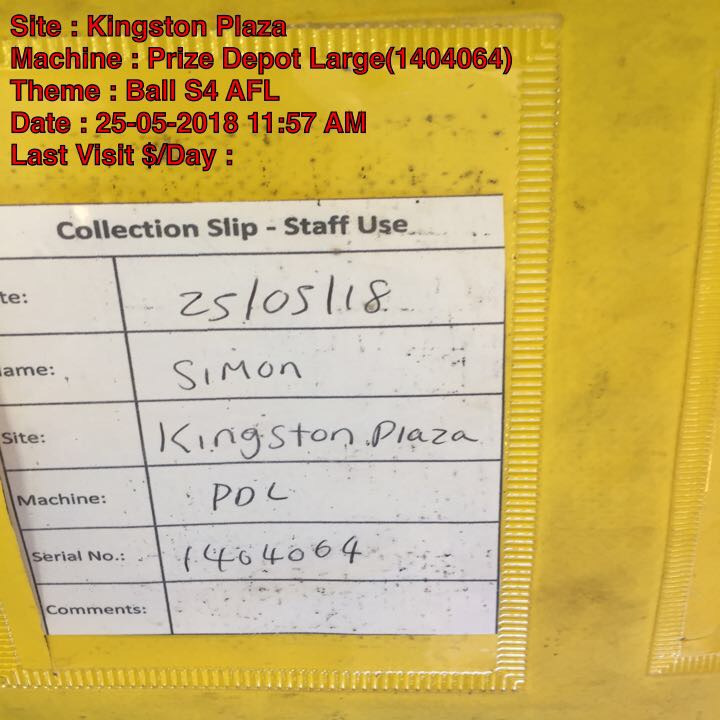 Site : Kingston Plaza
Machine : Prize Depot Large(1404064)
Theme : Ball S4 AFL
Date : 25-05-2018 11:57 AM
Last Visit $/Day :
Collection Slip - Staff Use
te: 25/05/18
ame: SIMON
Site: Kingston Plaza
Machine: PDL
Serial No.: 1404064
Comments: